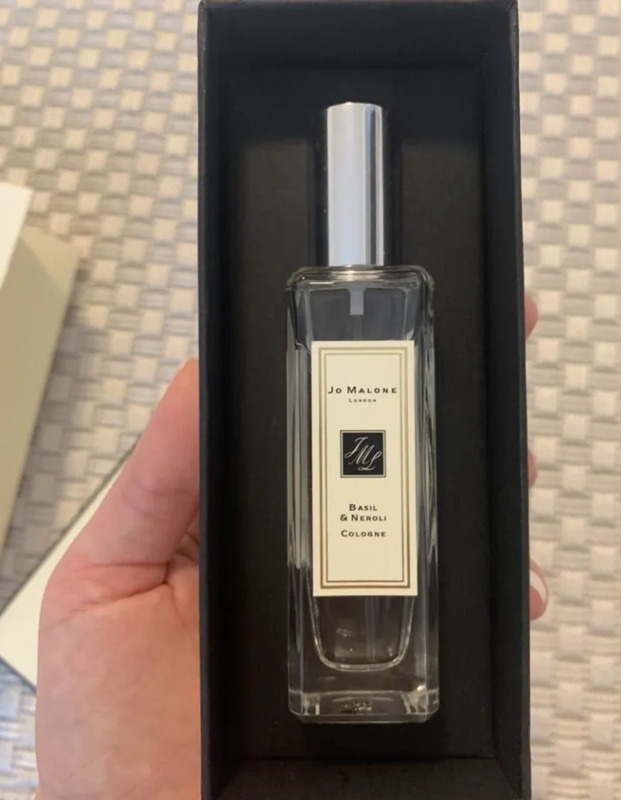 Jo Malone
London
JML
Basil
& Neroli
Cologne